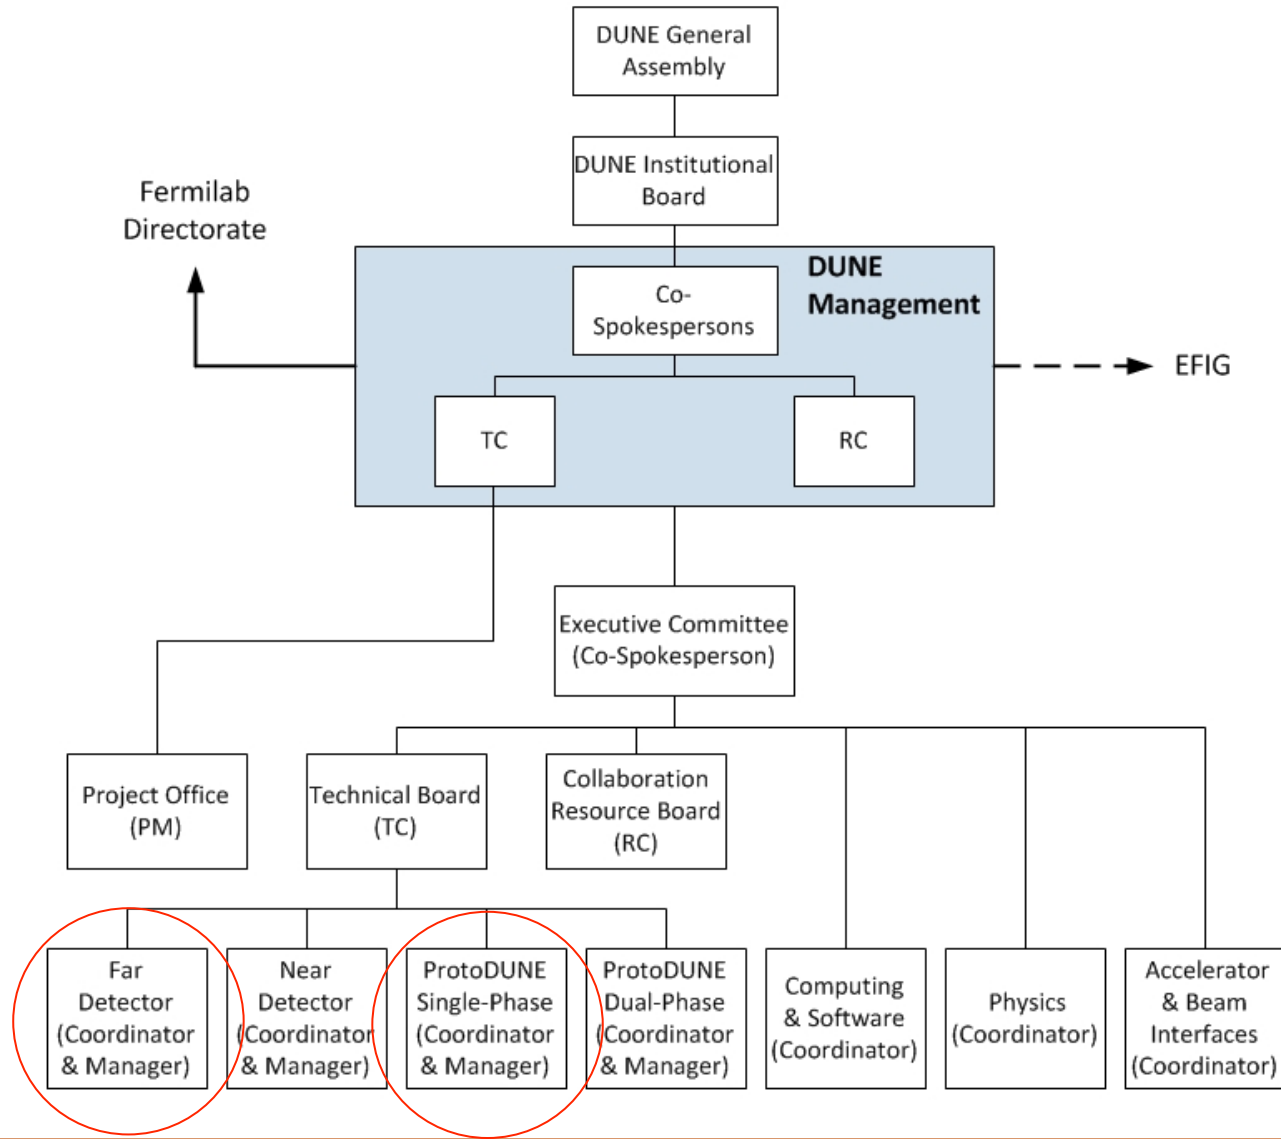 DUNE General
Assembly
DUNE Institutional
Board
Fermilab
Directorate
DUNE
Management
Co-
Spokespersons
EFIG
TC
RC
Executive Committee
(Co-Spokesperson)
Project Office
(PM)
Technical Board
(TC)
Collaboration
Resource Board
(RC)
Far
Detector
(Coordinator
& Manager)
Near
Detector
(Coordinator
& Manager)
ProtoDUNE
Single-Phase
(Coordinator
& Manager)
ProtoDUNE
Dual-Phase
(Coordinator
& Manager)
Computing
& Software
(Coordinator)
Physics
(Coordinator)
Accelerator
& Beam
Interfaces
(Coordinator)